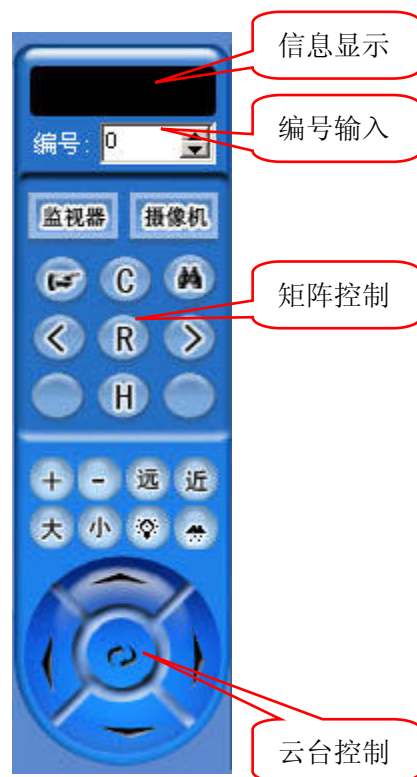 信息显示
编号: 0
编号输入
监视器 摄像机
C
矩阵控制
< R >
H
+ - 远 近
大 小
云台控制